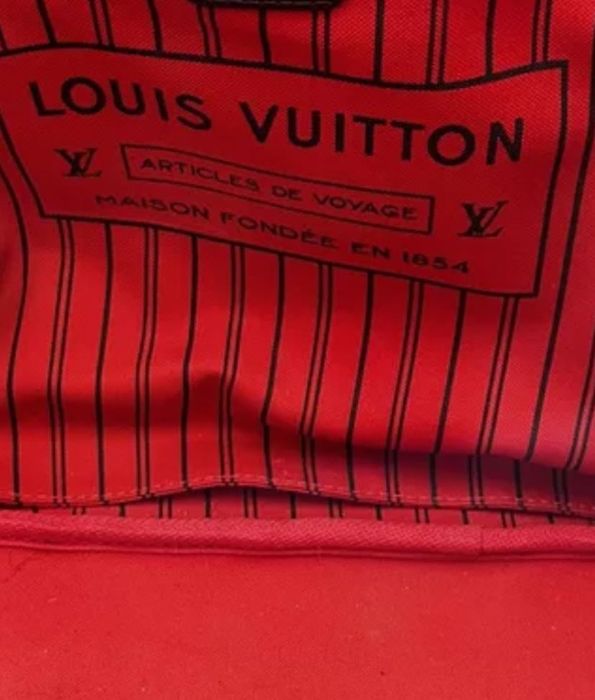 LOUIS VUITTON
LV ARTICLES DE VOYAGE LV
MAISON FONDÉE EN 1854